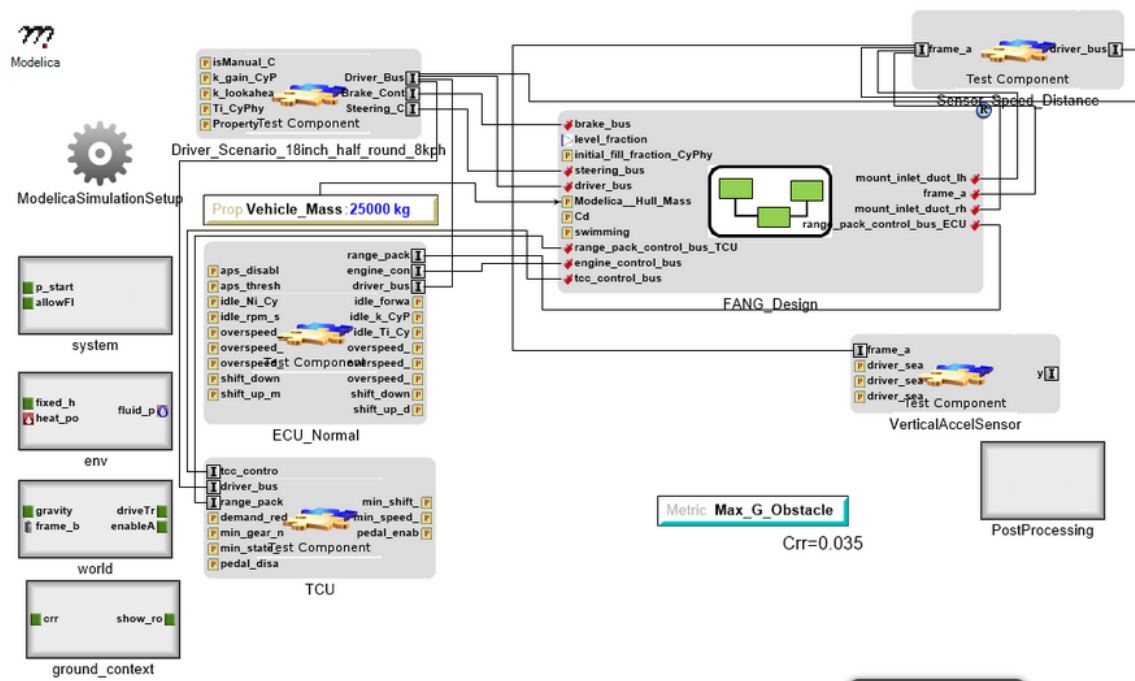 Modelica
ModelicaSimulationSetup
isManual_C
k_gain_CyP
k_lookahea
Ti_CyPhy
Property
Driver_Bus
Brake_Cont
Steering_C
Test Component
Driver_Scenario_18inch_half_round_8kph
Prop Vehicle_Mass:25000 kg
frame_a
driver_bus
Test Component
Sensor_Speed_Distance
R
brake_bus
level_fraction
initial_fill_fraction_CyPhy
steering_bus
driver_bus
Modelica__Hull_Mass
Cd
swimming
range_pack_control_bus_TCU
engine_control_bus
tcc_control_bus
mount_inlet_duct_lh
frame_a
mount_inlet_duct_rh
range_pack_control_bus_ECU
FANG_Design
p_start
allowFl
system
range_pack
engine_con
driver_bus
aps_disabl
aps_thresh
idle_Ni_Cy
idle_rpm_s
overspeed_
overspeed_
overspeed_
shift_down
shift_up_m
idle_forwa
idle_k_CyP
idle_Ti_Cy
overspeed_
overspeed_
overspeed_
shift_down
shift_up_d
Test Component
ECU_Normal
frame_a
driver_sea
driver_sea
driver_sea
y
Test Component
VerticalAccelSensor
fixed_h
heat_po
fluid_p
env
tcc_contro
driver_bus
range_pack
demand_red
min_gear_n
min_state_
pedal_disa
min_shift_
min_speed_
pedal_enab
Test Component
TCU
gravity
frame_b
driveTr
enableA
world
Metric Max_G_Obstacle
Crr=0.035
PostProcessing
crr
show_ro
ground_context